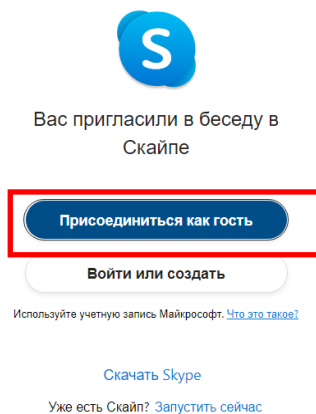 S
Вас пригласили в беседу в
Скайпе
Присоединиться как гость
Войти или создать
Используйте учетную запись Майкрософт. Что это такое?
Скачать Skype
Уже есть Скайп? Запустить сейчас